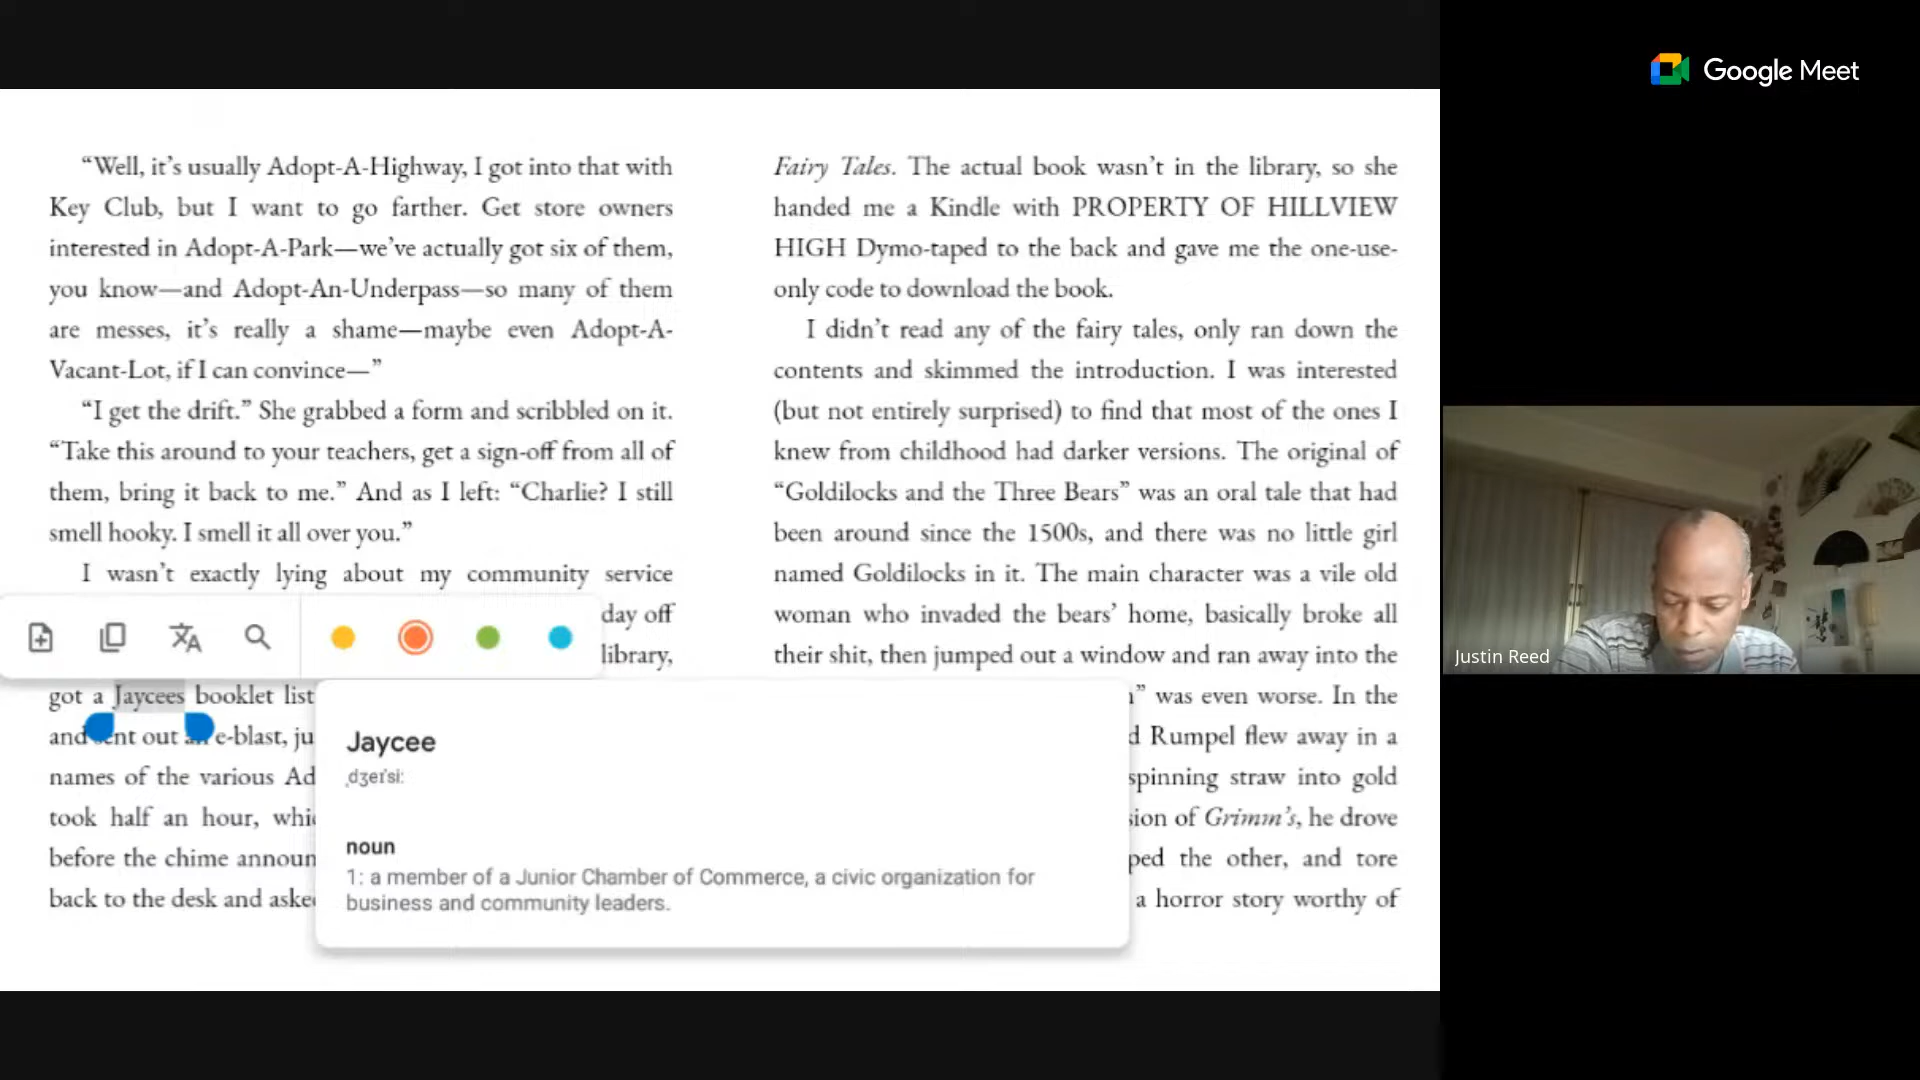 “Well, it’s usually Adopt-A-Highway, I got into that with
Key Club, but I want to go farther. Get store owners
interested in Adopt-A-Park—we’ve actually got six of them,
you know—and Adopt-An-Underpass—so many of them
are messes, it’s really a shame—maybe even Adopt-A-
Vacant-Lot, if I can convince—”
“I get the drift.” She grabbed a form and scribbled on it.
“Take this around to your teachers, get a sign-off from all of
them, bring it back to me.” And as I left: “Charlie? I still
smell hooky. I smell it all over you.”
I wasn’t exactly lying about my community service
day off
library,
got a Jaycees booklet list
and sent out an e-blast, ju
names of the various Ad
took half an hour, whic
before the chime announ
back to the desk and aske
Fairy Tales. The actual book wasn’t in the library, so she
handed me a Kindle with PROPERTY OF HILLVIEW
HIGH Dymo-taped to the back and gave me the one-use-
only code to download the book.
I didn’t read any of the fairy tales, only ran down the
contents and skimmed the introduction. I was interested
(but not entirely surprised) to find that most of the ones I
knew from childhood had darker versions. The original of
“Goldilocks and the Three Bears” was an oral tale that had
been around since the 1500s, and there was no little girl
named Goldilocks in it. The main character was a vile old
woman who invaded the bears’ home, basically broke all
their shit, then jumped out a window and ran away into the
” was even worse. In the
d Rumpel flew away in a
spinning straw into gold
sion of Grimm’s, he drove
ped the other, and tore
a horror story worthy of
Jaycee
ˌdʒeɪˈsiː
noun
1: a member of a Junior Chamber of Commerce, a civic organization for
business and community leaders.
Google Meet
Justin Reed